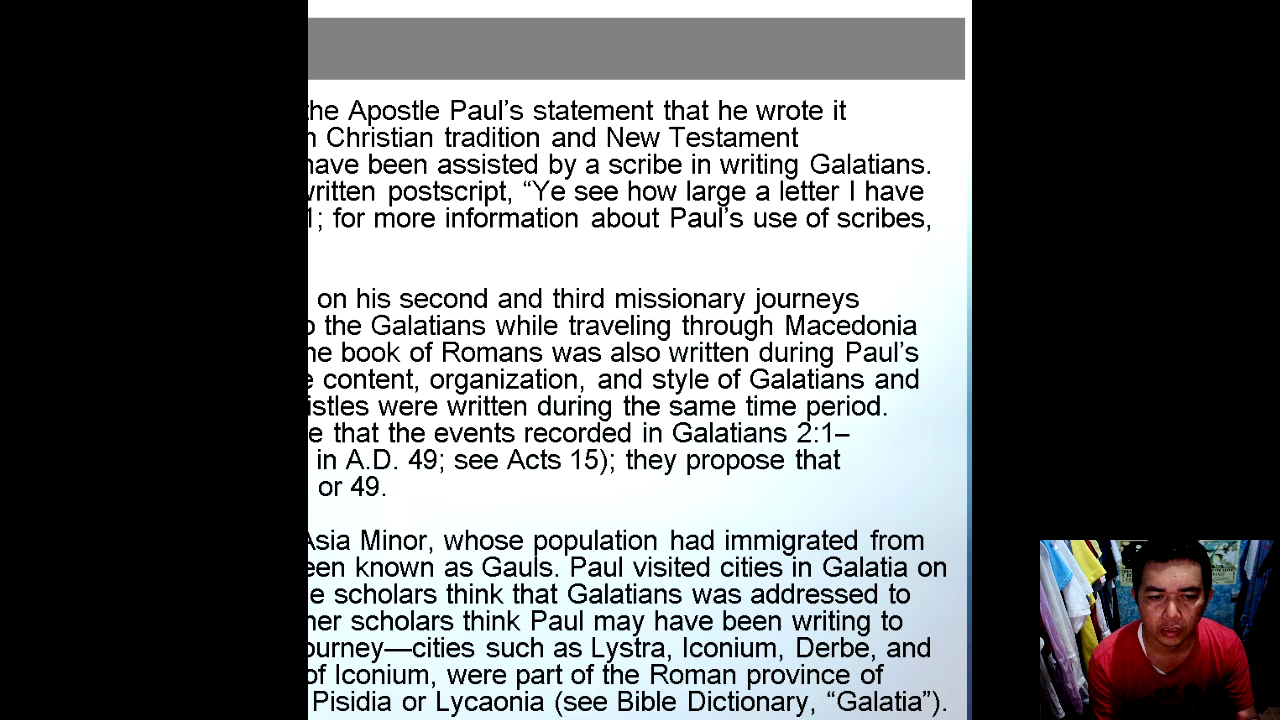 the Apostle Paul’s statement that he wrote it
Christian tradition and New Testament
have been assisted by a scribe in writing Galatians.
written postscript, “Ye see how large a letter I have
1; for more information about Paul’s use of scribes,
on his second and third missionary journeys
the Galatians while traveling through Macedonia
book of Romans was also written during Paul’s
content, organization, and style of Galatians and
were written during the same time period.
that the events recorded in Galatians 2:1–
in A.D. 49; see Acts 15); they propose that
or 49.
Asia Minor, whose population had immigrated from
known as Gauls. Paul visited cities in Galatia on
scholars think that Galatians was addressed to
scholars think Paul may have been writing to
cities such as Lystra, Iconium, Derbe, and
of Iconium, were part of the Roman province of
Pisidia or Lycaonia (see Bible Dictionary, “Galatia”).